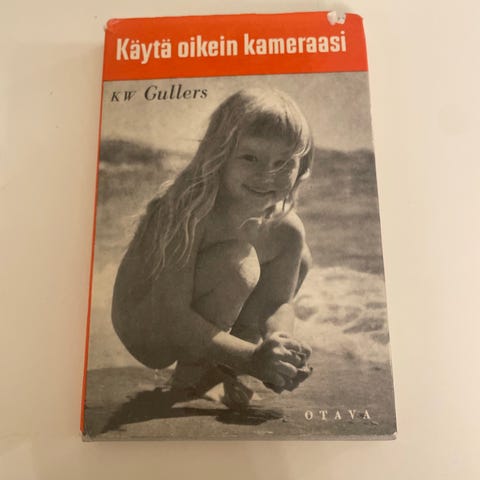 Käytä oikein kameraasi
KW Gullers
OTAVA